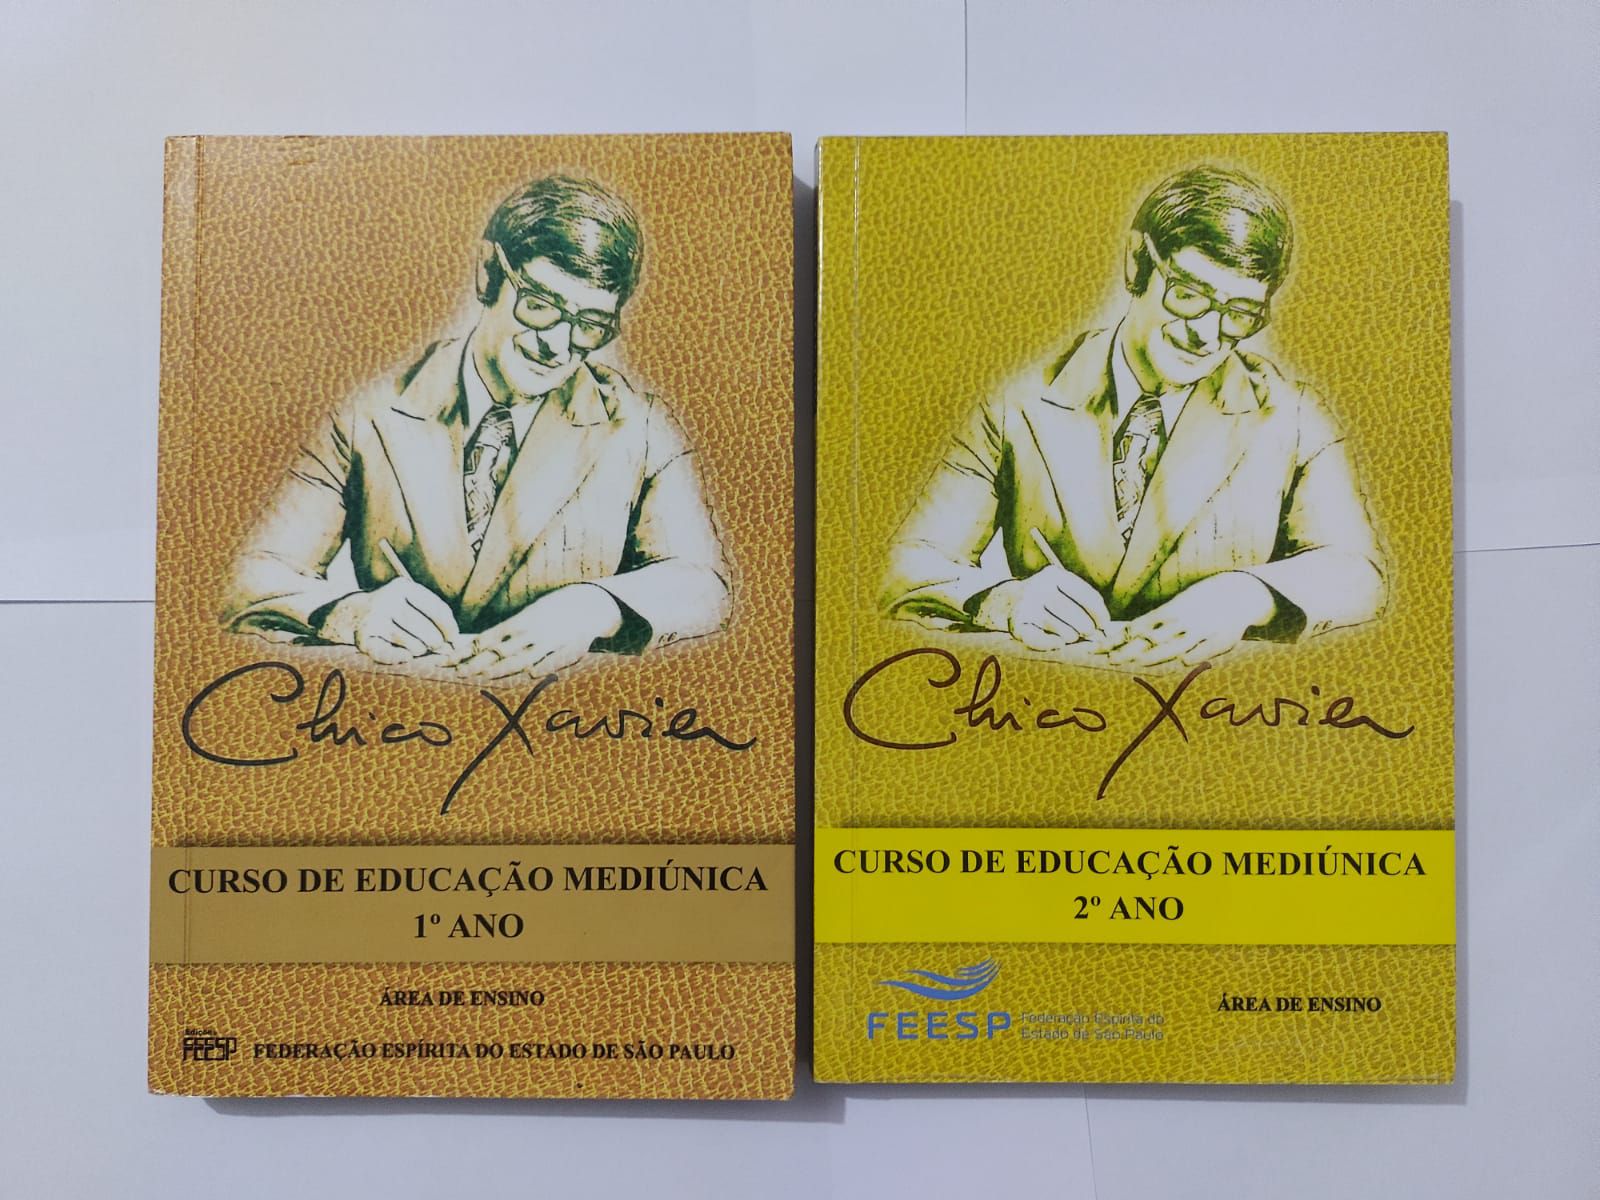 Chico Xavier
CURSO DE EDUCAÇÃO MEDIÚNICA
1º ANO
ÁREA DE ENSINO
Edições
FEESP
FEDERAÇÃO ESPÍRITA DO ESTADO DE SÃO PAULO
Chico Xavier
CURSO DE EDUCAÇÃO MEDIÚNICA
2º ANO
FEESP
Federação Espírita do
Estado de São Paulo
ÁREA DE ENSINO